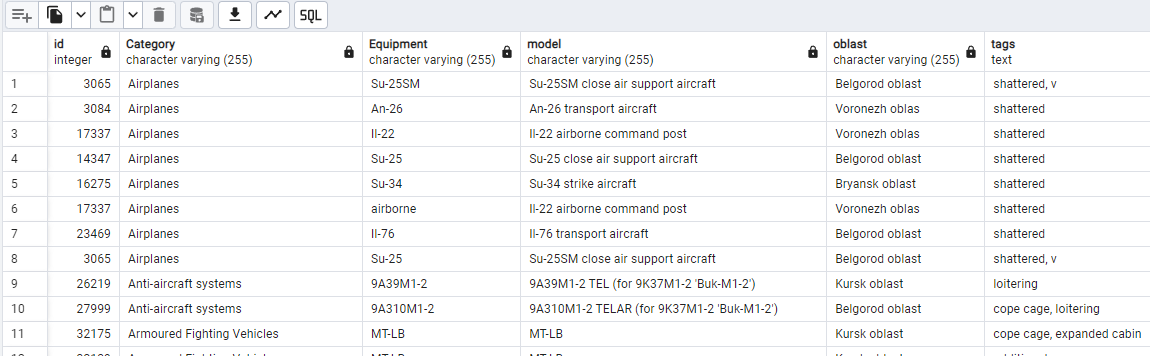 SQL
id Category Equipment model oblast tags
integer character varying (255) character varying (255) character varying (255) character varying (255) text
1 3065 Airplanes Su-25SM Su-25SM close air support aircraft Belgorod oblast shattered, v
2 3084 Airplanes An-26 An-26 transport aircraft Voronezh oblas shattered
3 17337 Airplanes Il-22 Il-22 airborne command post Voronezh oblas shattered
4 14347 Airplanes Su-25 Su-25 close air support aircraft Belgorod oblast shattered
5 16275 Airplanes Su-34 Su-34 strike aircraft Bryansk oblast shattered
6 17337 Airplanes airborne Il-22 airborne command post Voronezh oblas shattered
7 23469 Airplanes Il-76 Il-76 transport aircraft Belgorod oblast shattered
8 3065 Airplanes Su-25 Su-25SM close air support aircraft Belgorod oblast shattered, v
9 26219 Anti-aircraft systems 9A39M1-2 9A39M1-2 TEL (for 9K37M1-2 'Buk-M1-2') Kursk oblast loitering
10 27999 Anti-aircraft systems 9A310M1-2 9A310M1-2 TELAR (for 9K37M1-2 'Buk-M1-2') Belgorod oblast cope cage, loitering
11 32175 Armoured Fighting Vehicles MT-LB MT-LB Kursk oblast cope cage, expanded cabin